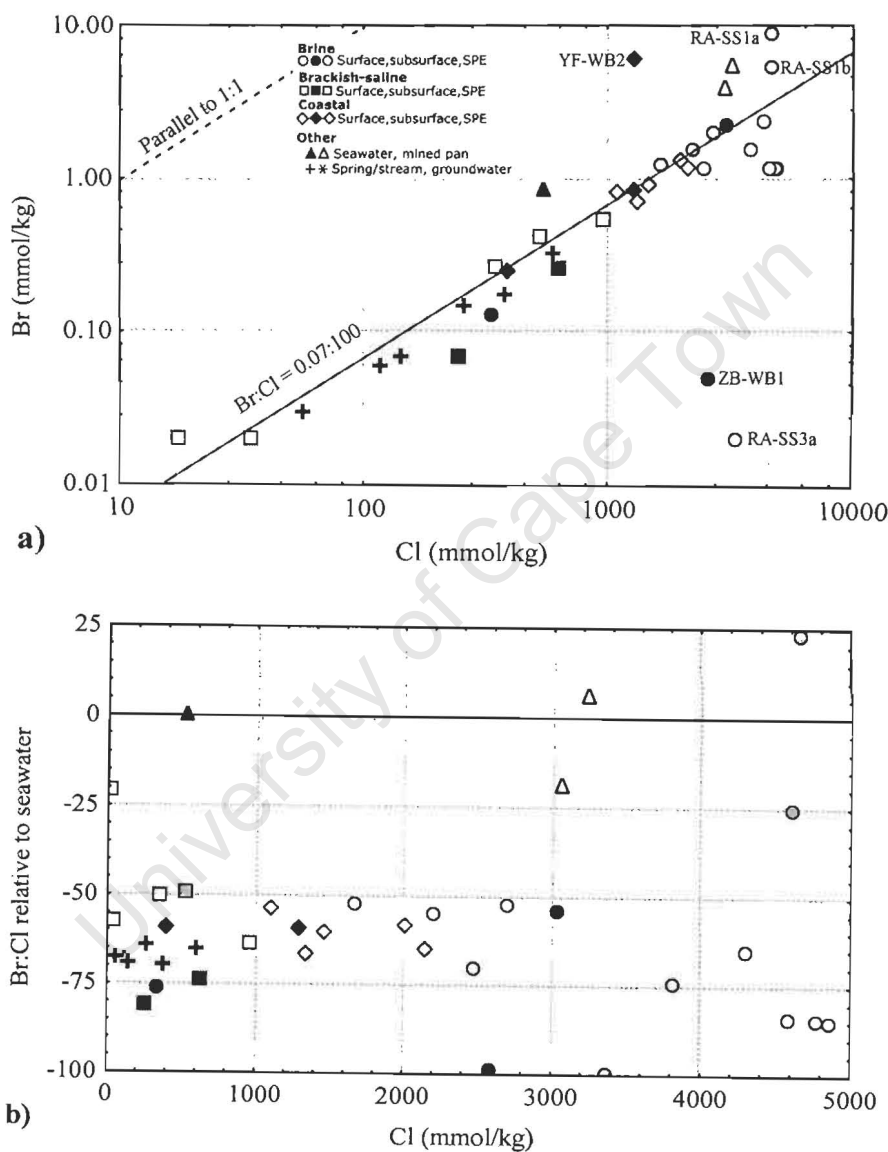 10.00
1.00
0.10
0.01
Br (mmol/kg)
Parallel to 1:1
Brine
Surface,subsurface,SPE
Brackish-saline
Surface,subsurface,SPE
Coastal
Surface,subsurface,SPE
Other
Seawater, mined pan
Spring/stream, groundwater
YF-WB2
RA-SS1a
RA-SS1b
Br:Cl = 0.07:100
ZB-WB1
RA-SS3a
10 100 1000 10000
a)
Cl (mmol/kg)
25
0
-25
-50
-75
-100
Br:Cl relative to seawater
0 1000 2000 3000 4000 5000
b)
Cl (mmol/kg)
University of Cape Town